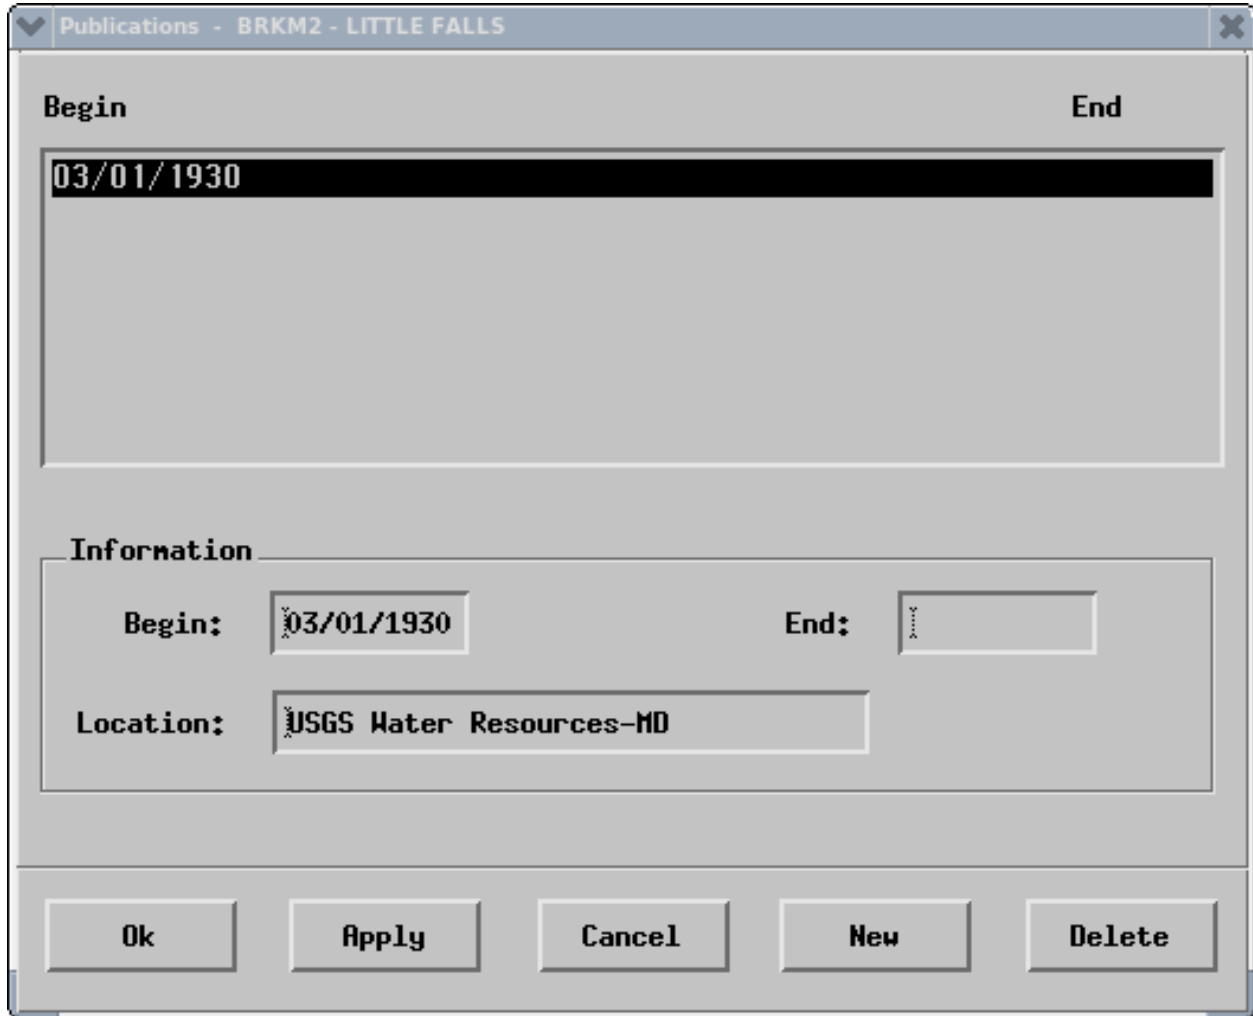 Publications - BRKM2 - LITTLE FALLS
Begin End
03/01/1930
Information
Begin: 03/01/1930 End:
Location: USGS Water Resources-MD
Ok Apply Cancel New Delete